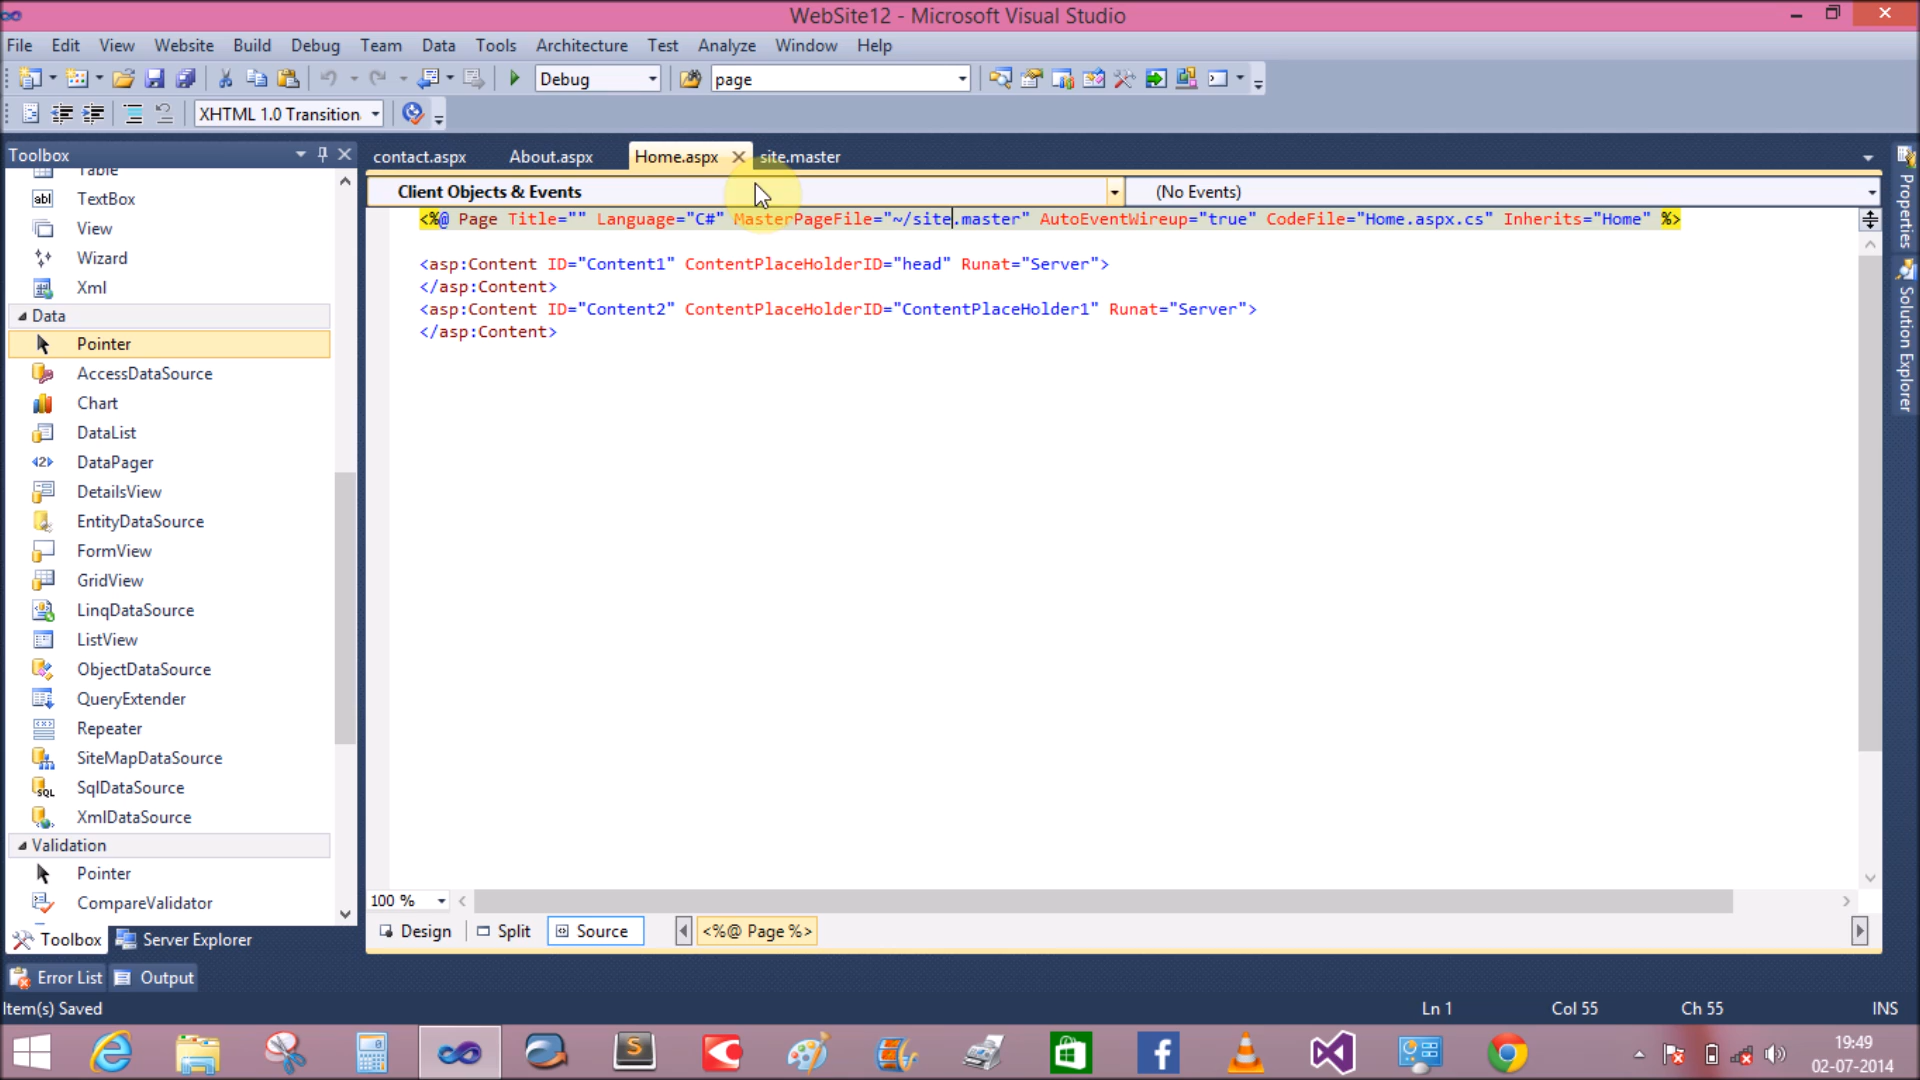 WebSite12 - Microsoft Visual Studio
File Edit View Website Build Debug Team Data Tools Architecture Test Analyze Window Help
Debug page
XHTML 1.0 Transition
Toolbox
contact.aspx About.aspx Home.aspx site.master
Client Objects & Events (No Events)
<%@ Page Title="" Language="C#" MasterPageFile="~/site.master" AutoEventWireup="true" CodeFile="Home.aspx.cs" Inherits="Home" %>
<asp:Content ID="Content1" ContentPlaceHolderID="head" Runat="Server">
</asp:Content>
<asp:Content ID="Content2" ContentPlaceHolderID="ContentPlaceHolder1" Runat="Server">
</asp:Content>
Table
TextBox
View
Wizard
Xml
Data
Pointer
AccessDataSource
Chart
DataList
DataPager
DetailsView
EntityDataSource
FormView
GridView
LinqDataSource
ListView
ObjectDataSource
QueryExtender
Repeater
SiteMapDataSource
SqlDataSource
XmlDataSource
Validation
Pointer
CompareValidator
Properties
Solution Explorer
100 %
Design Split Source <%@ Page %>
Toolbox Server Explorer
Error List Output
Item(s) Saved Ln 1 Col 55 Ch 55 INS
19:49
02-07-2014